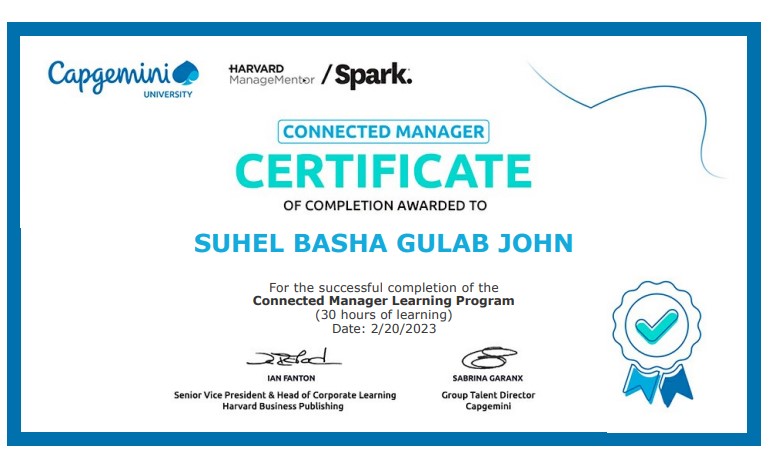 Capgemini
UNIVERSITY
HARVARD
ManageMentor / Spark.
CONNECTED MANAGER
CERTIFICATE
OF COMPLETION AWARDED TO
SUHEL BASHA GULAB JOHN
For the successful completion of the
Connected Manager Learning Program
(30 hours of learning)
Date: 2/20/2023
IAN FANTON
Senior Vice President & Head of Corporate Learning
Harvard Business Publishing
SABRINA GARANX
Group Talent Director
Capgemini